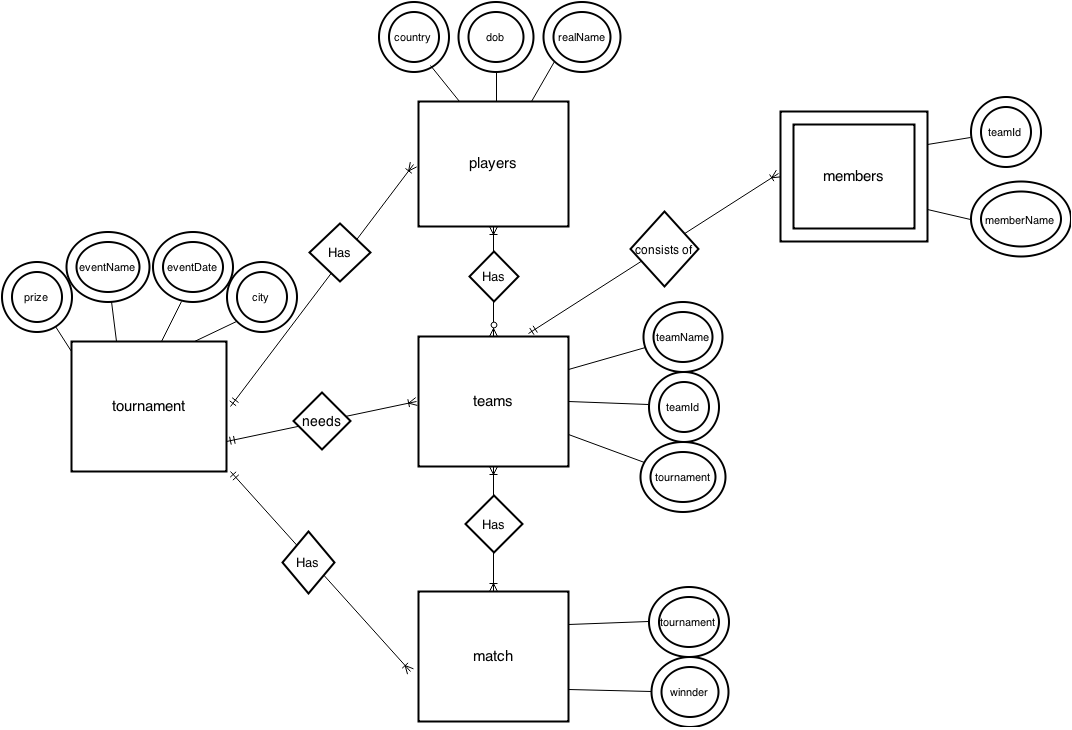 country
dob
realName
players
members
teamId
memberName
Has
consists of
Has
prize
eventName
eventDate
city
tournament
needs
teams
teamName
teamId
tournament
Has
Has
match
tournament
winnder